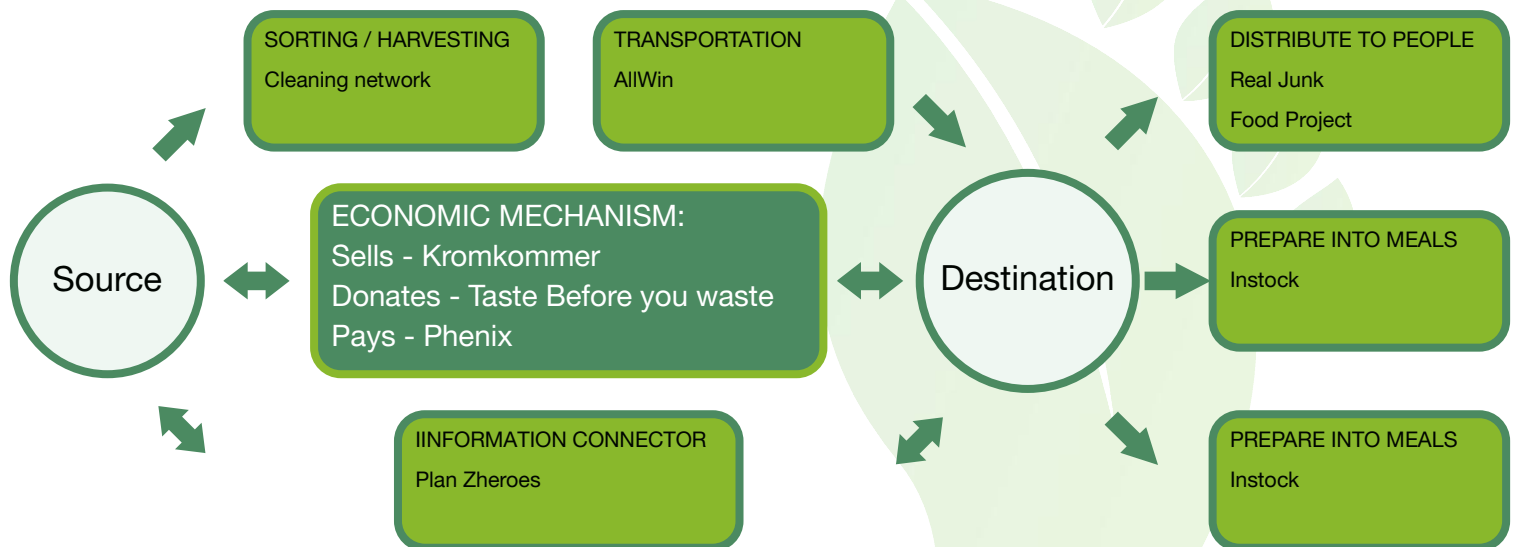 SORTING / HARVESTING
Cleaning network
TRANSPORTATION
AllWin
DISTRIBUTE TO PEOPLE
Real Junk
Food Project
Source
ECONOMIC MECHANISM:
Sells - Kromkommer
Donates - Taste Before you waste
Pays - Phenix
Destination
PREPARE INTO MEALS
Instock
IINFORMATION CONNECTOR
Plan Zheroes
PREPARE INTO MEALS
Instock